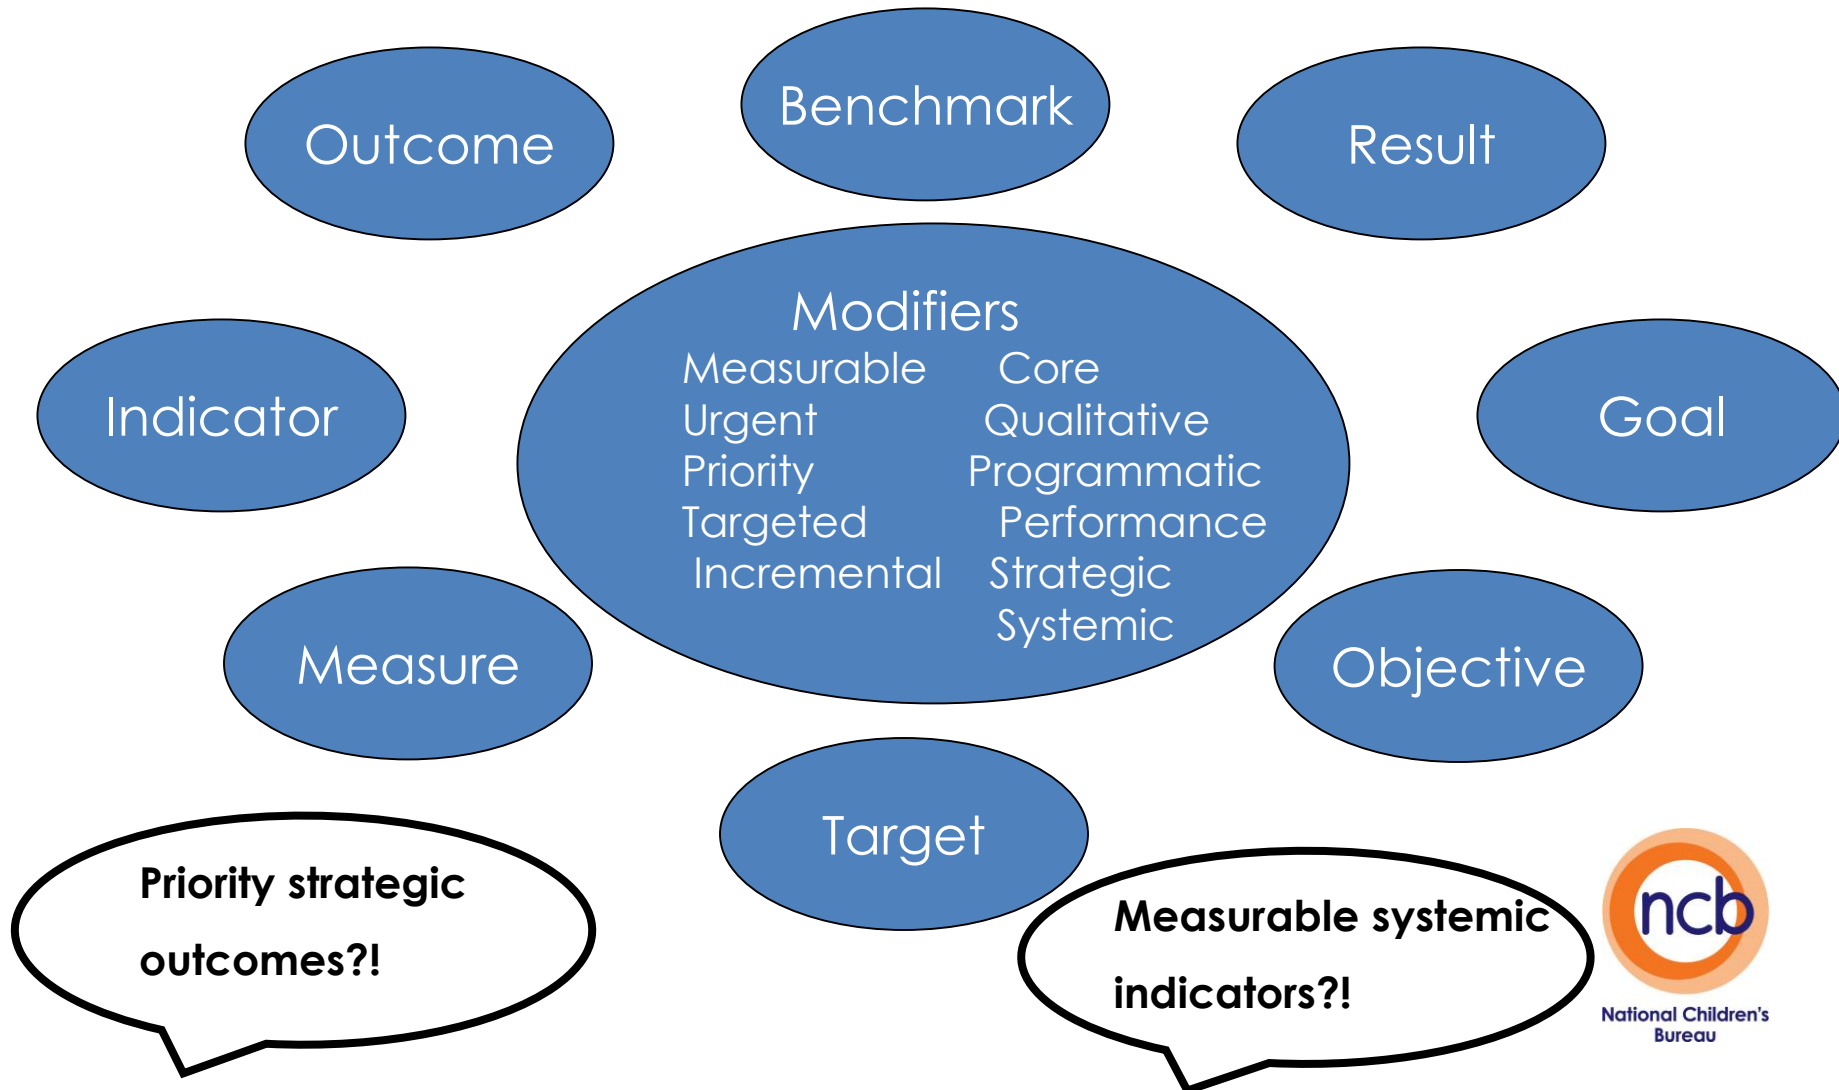 Benchmark
Outcome
Result
Modifiers
Measurable Core
Urgent Qualitative
Priority Programmatic
Targeted Performance
Incremental Strategic
Systemic
Indicator
Goal
Measure
Objective
Target
Priority strategic
outcomes?!
Measurable systemic
indicators?!
ncb
National Children's
Bureau